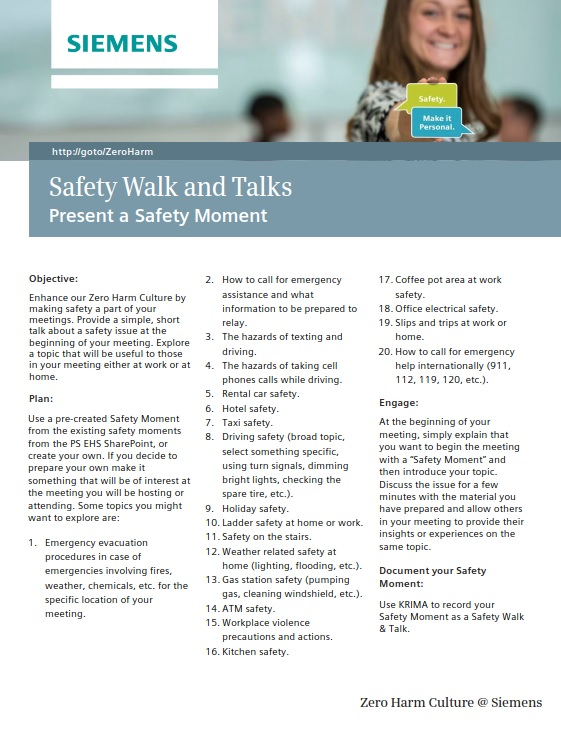 SIEMENS
Safety.
Make it
Personal.
http://goto/ZeroHarm
Safety Walk and Talks
Present a Safety Moment
Objective:
Enhance our Zero Harm Culture by
making safety a part of your
meetings. Provide a simple, short
talk about a safety issue at the
beginning of your meeting. Explore
a topic that will be useful to those
in your meeting either at work or at
home.
Plan:
Use a pre-created Safety Moment
from the existing safety moments
from the PS EHS SharePoint, or
create your own. If you decide to
prepare your own make it
something that will be of interest at
the meeting you will be hosting or
attending. Some topics you might
want to explore are:
1. Emergency evacuation
procedures in case of
emergencies involving fires,
weather, chemicals, etc. for the
specific location of your
meeting.
2. How to call for emergency
assistance and what
information to be prepared to
relay.
3. The hazards of texting and
driving.
4. The hazards of taking cell
phones calls while driving.
5. Rental car safety.
6. Hotel safety.
7. Taxi safety.
8. Driving safety (broad topic,
select something specific,
using turn signals, dimming
bright lights, checking the
spare tire, etc.).
9. Holiday safety.
10. Ladder safety at home or work.
11. Safety on the stairs.
12. Weather related safety at
home (lighting, flooding, etc.).
13. Gas station safety (pumping
gas, cleaning windshield, etc.).
14. ATM safety.
15. Workplace violence
precautions and actions.
16. Kitchen safety.
17. Coffee pot area at work
safety.
18. Office electrical safety.
19. Slips and trips at work or
home.
20. How to call for emergency
help internationally (911,
112, 119, 120, etc.).
Engage:
At the beginning of your
meeting, simply explain that
you want to begin the meeting
with a “Safety Moment” and
then introduce your topic.
Discuss the issue for a few
minutes with the material you
have prepared and allow others
in your meeting to provide their
insights or experiences on the
same topic.
Document your Safety
Moment:
Use KRIMA to record your
Safety Moment as a Safety Walk
& Talk.
Zero Harm Culture @ Siemens